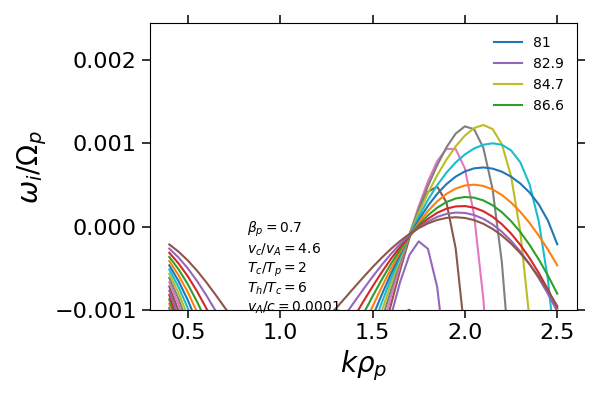 ω_i/Ω_p
0.002
0.001
0.000
−0.001
81
82.9
84.7
86.6
β_p = 0.7
v_c/v_A = 4.6
T_c/T_p = 2
T_h/T_c = 6
v_A/c = 0.0001
0.5 1.0 1.5 2.0 2.5
kρ_p